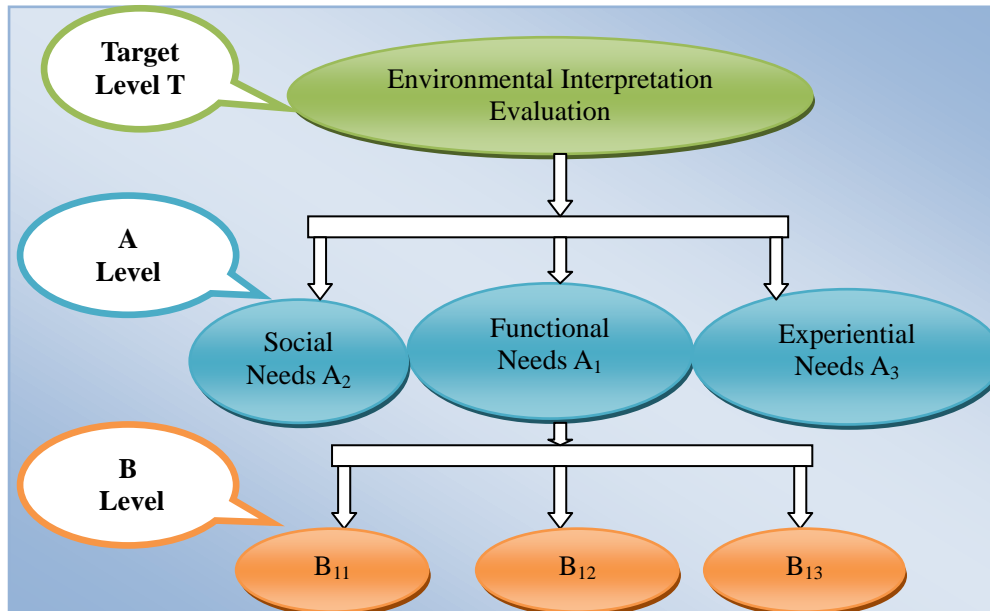 Target
Level T
Environmental Interpretation
Evaluation
A
Level
Social
Needs A₂
Functional
Needs A₁
Experiential
Needs A₃
B
Level
B₁₁
B₁₂
B₁₃